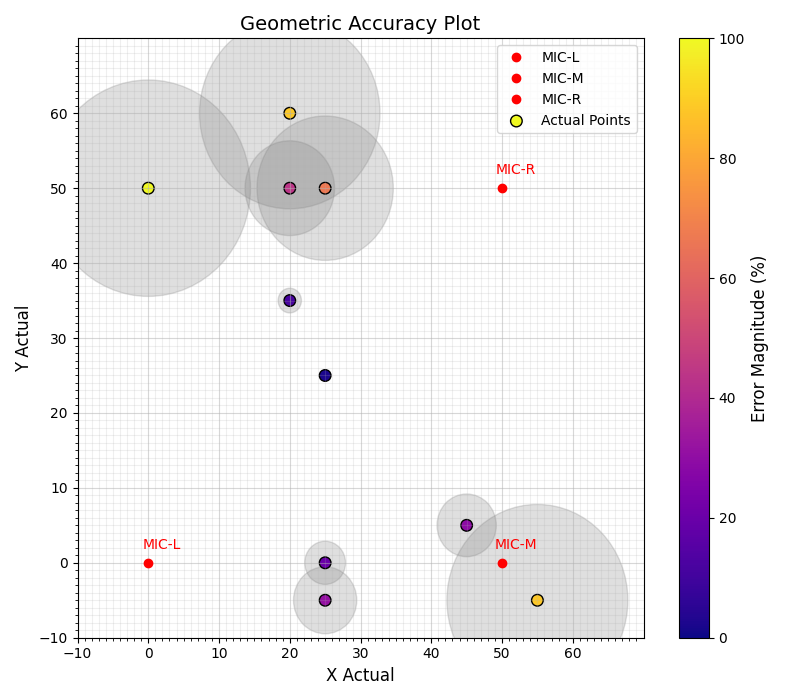 Geometric Accuracy Plot
MIC-L
MIC-M
MIC-R
Actual Points
MIC-R
MIC-L
MIC-M
60
50
40
30
20
10
0
−10
−10
0
10
20
30
40
50
60
X Actual
Y Actual
100
80
60
40
20
0
Error Magnitude (%)